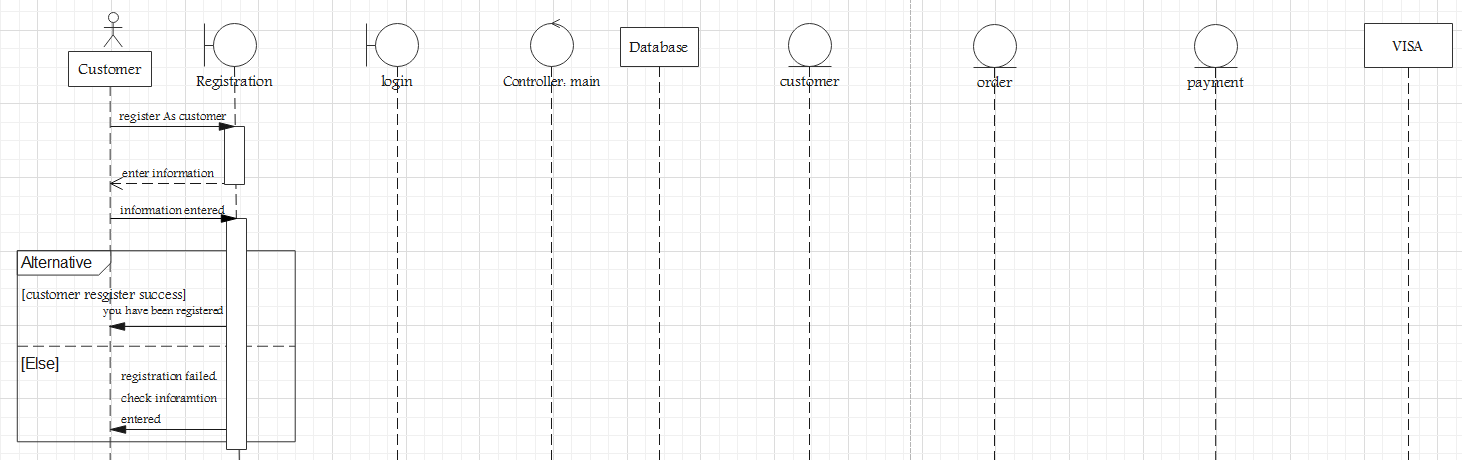 Customer
Registration
login
Controller: main
Database
customer
order
payment
VISA
register As customer
enter information
information entered
Alternative
[customer resgister success]
you have been registered
[Else]
registration failed
check inforamtion
entered